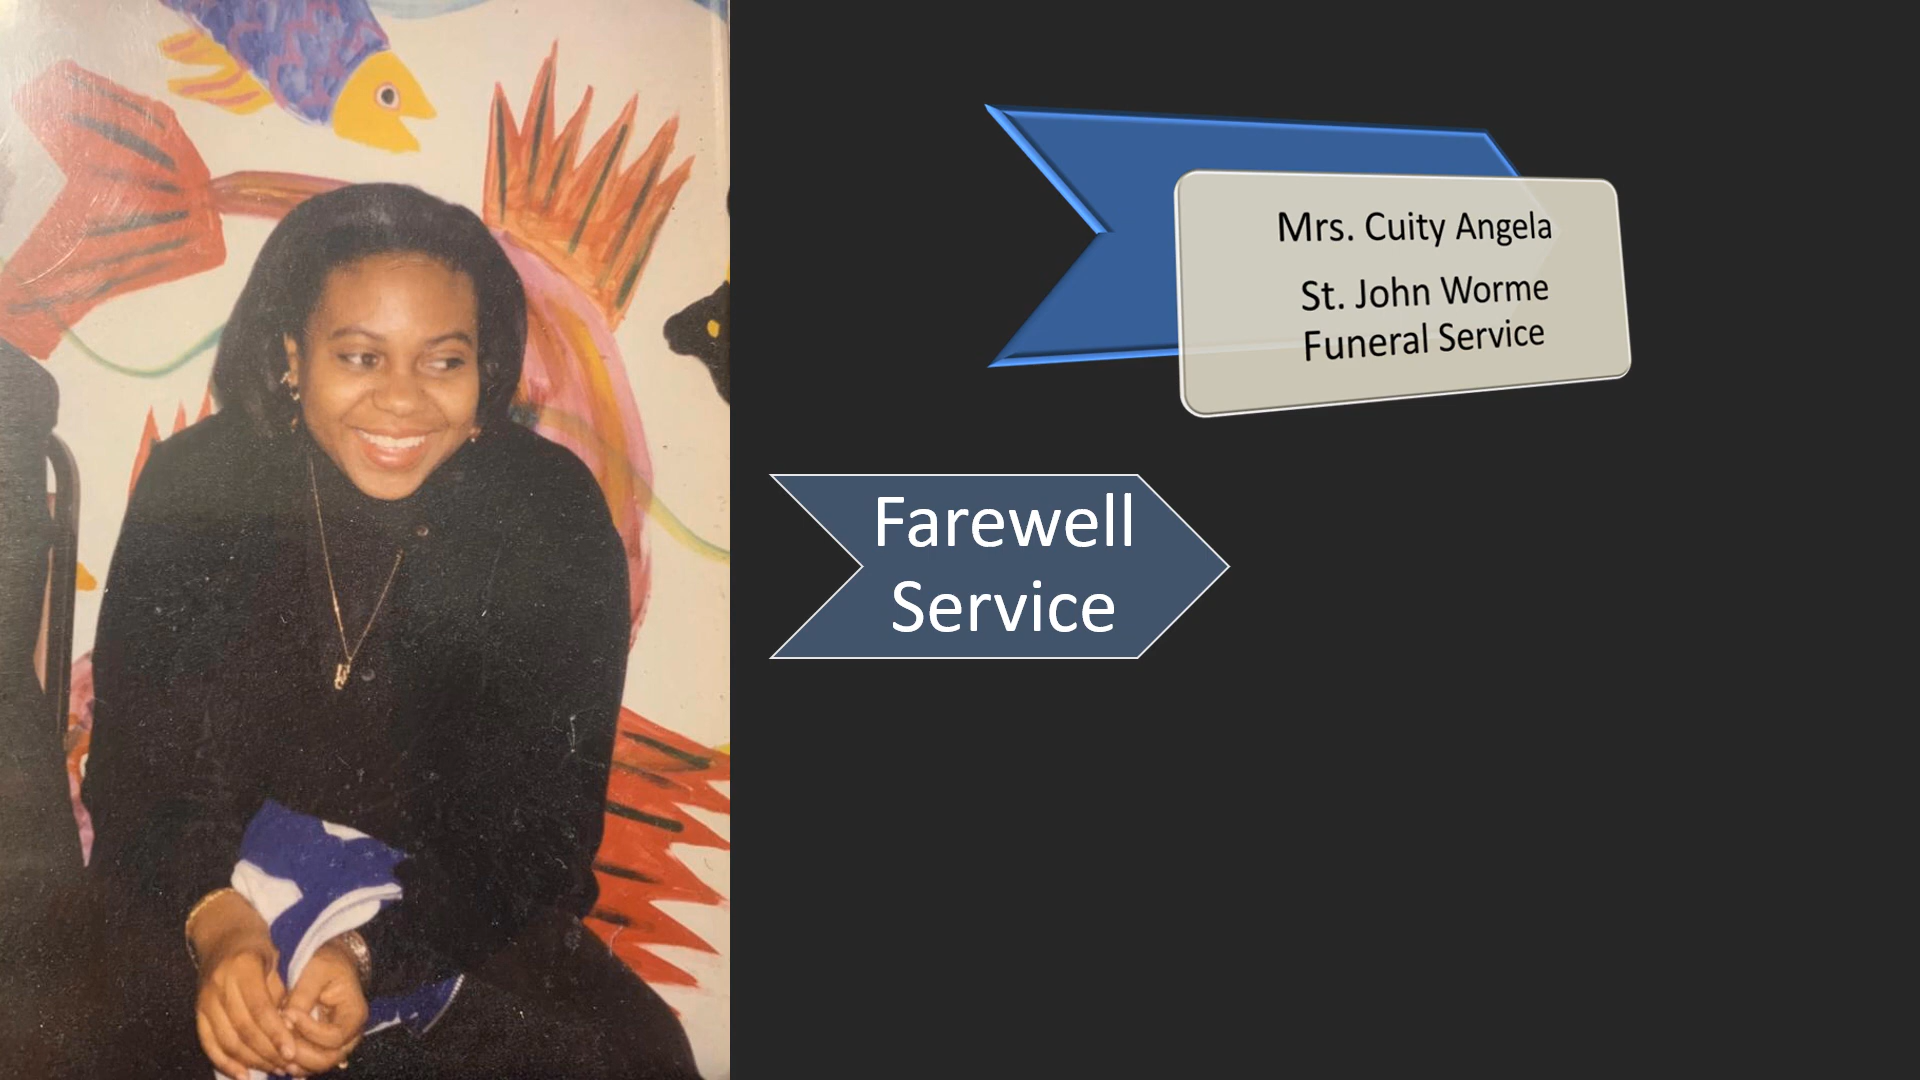 Mrs. Cuity Angela
St. John Worme
Funeral Service
Farewell
Service